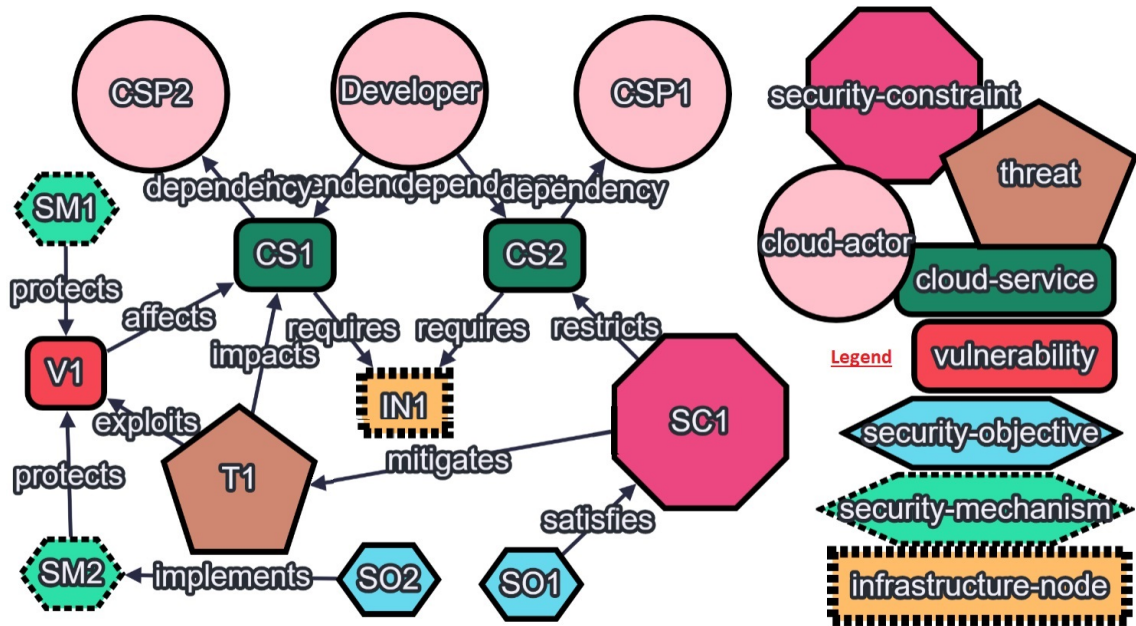 CSP2
Developer
CSP1
dependency
dependency
dependency
dependency
SM1
CS1
CS2
protects
affects
impacts
requires
requires
restricts
V1
IN1
exploits
T1
SC1
protects
mitigates
satisfies
SM2
implements
SO2
SO1
security-constraint
threat
cloud-actor
cloud-service
Legend
vulnerability
security-objective
security-mechanism
infrastructure-node